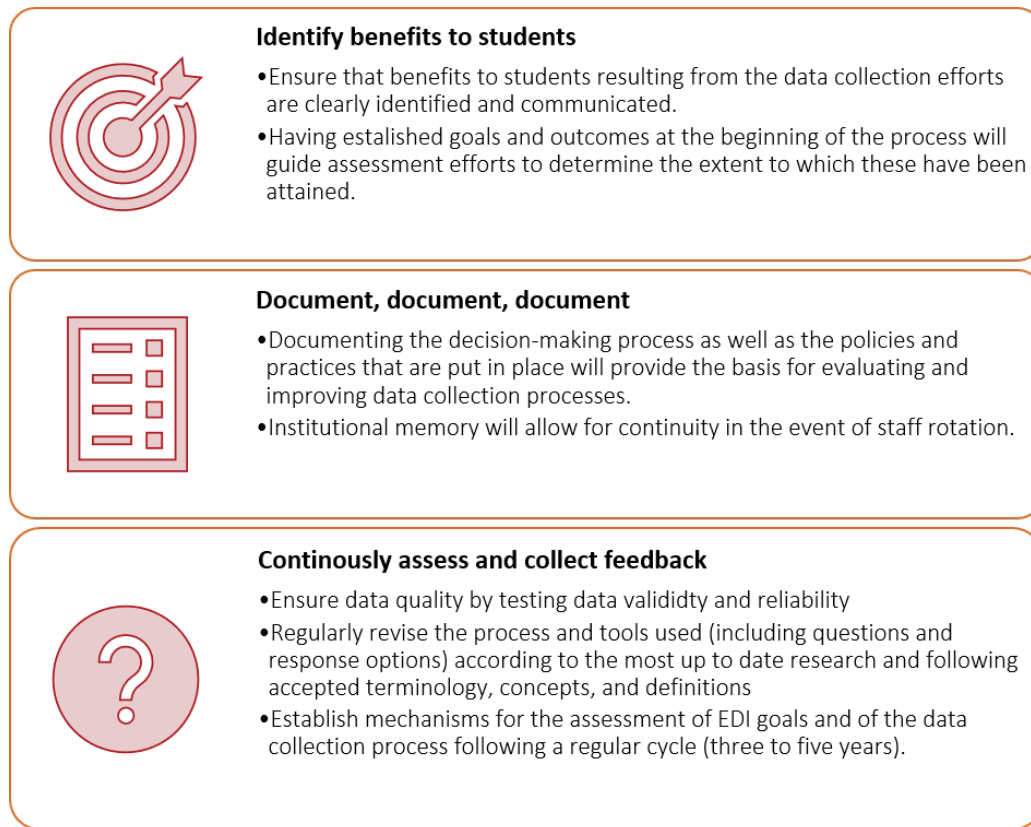 Identify benefits to students
•Ensure that benefits to students resulting from the data collection efforts
are clearly identified and communicated.
•Having estalished goals and outcomes at the beginning of the process will
guide assessment efforts to determine the extent to which these have been
attained.
Document, document, document
•Documenting the decision-making process as well as the policies and
practices that are put in place will provide the basis for evaluating and
improving data collection processes.
•Institutional memory will allow for continuity in the event of staff rotation.
Continously assess and collect feedback
•Ensure data quality by testing data valididty and reliability
•Regularly revise the process and tools used (including questions and
response options) according to the most up to date research and following
accepted terminology, concepts, and definitions
•Establish mechanisms for the assessment of EDI goals and of the data
collection process following a regular cycle (three to five years).